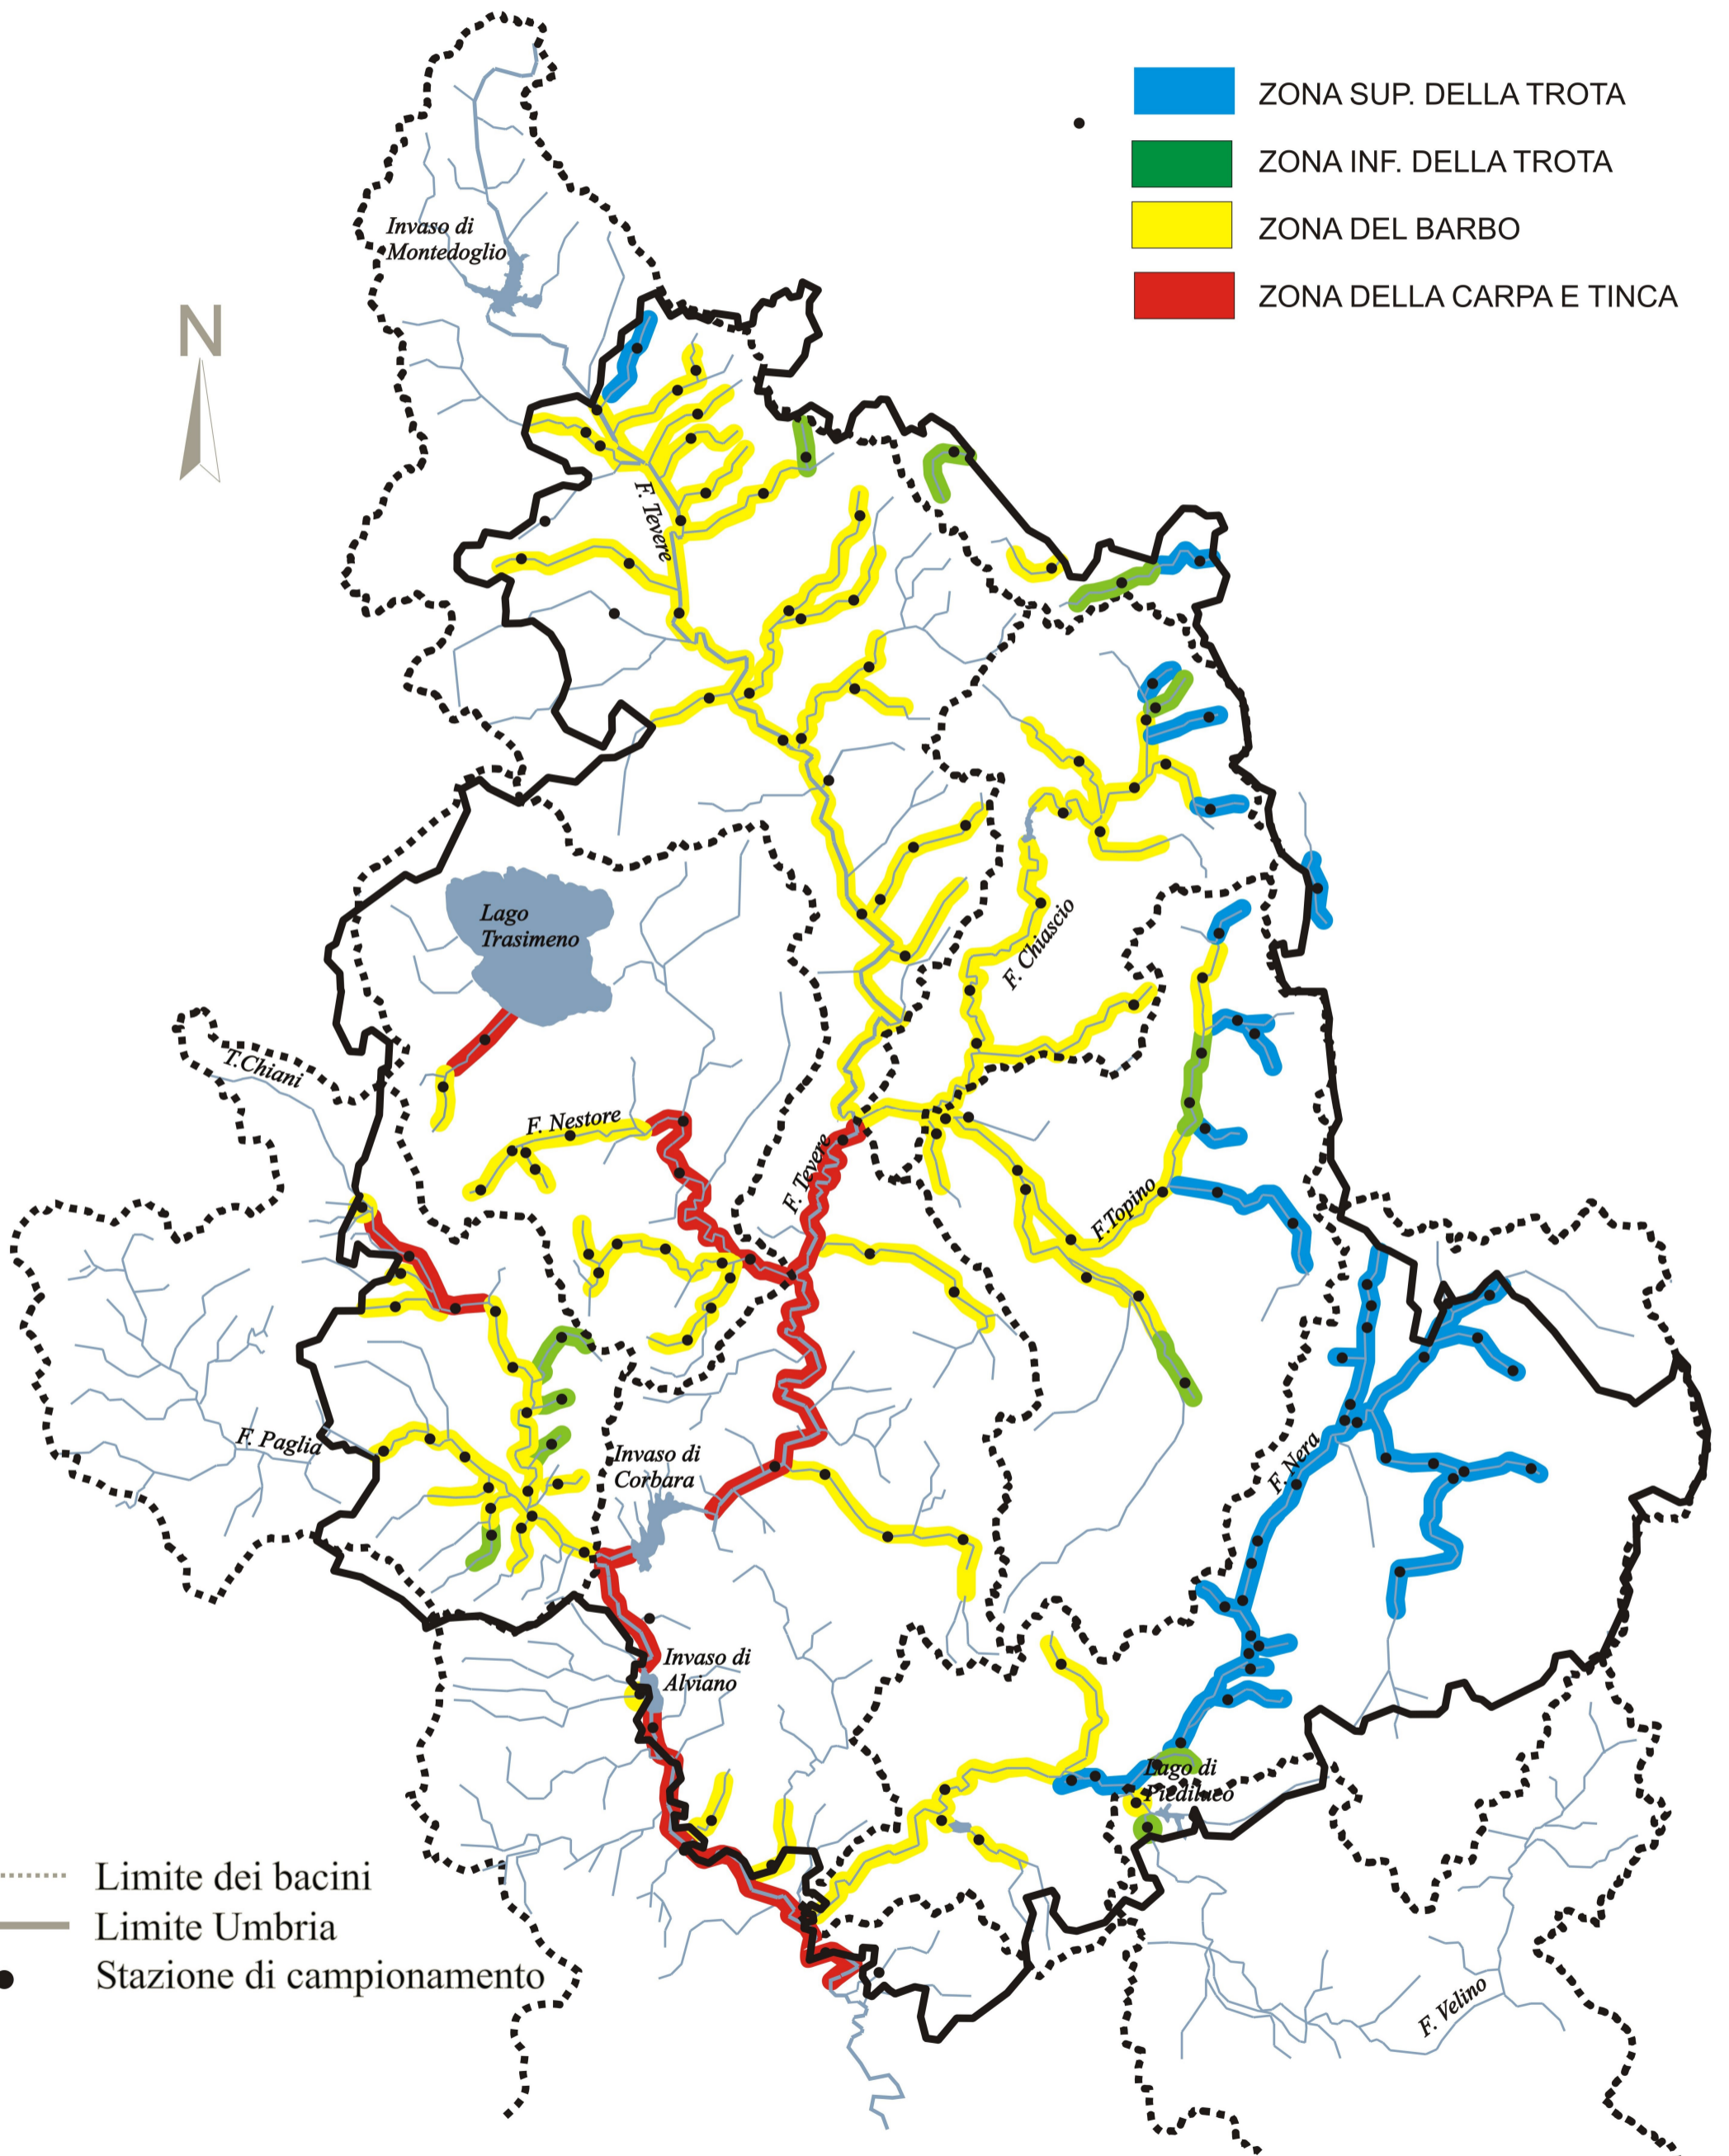 ZONA SUP. DELLA TROTA
ZONA INF. DELLA TROTA
ZONA DEL BARBO
ZONA DELLA CARPA E TINCA
Invaso di
Montedoglio
N
F. Tevere
Lago
Trasimeno
F. Chiascio
T.Chiani
F. Nestore
F. Tevere
F.Topino
F. Paglia
Invaso di
Corbara
F. Nera
Invaso di
Alviano
Lago di
Piediluco
Limite dei bacini
Limite Umbria
Stazione di campionamento
F. Velino